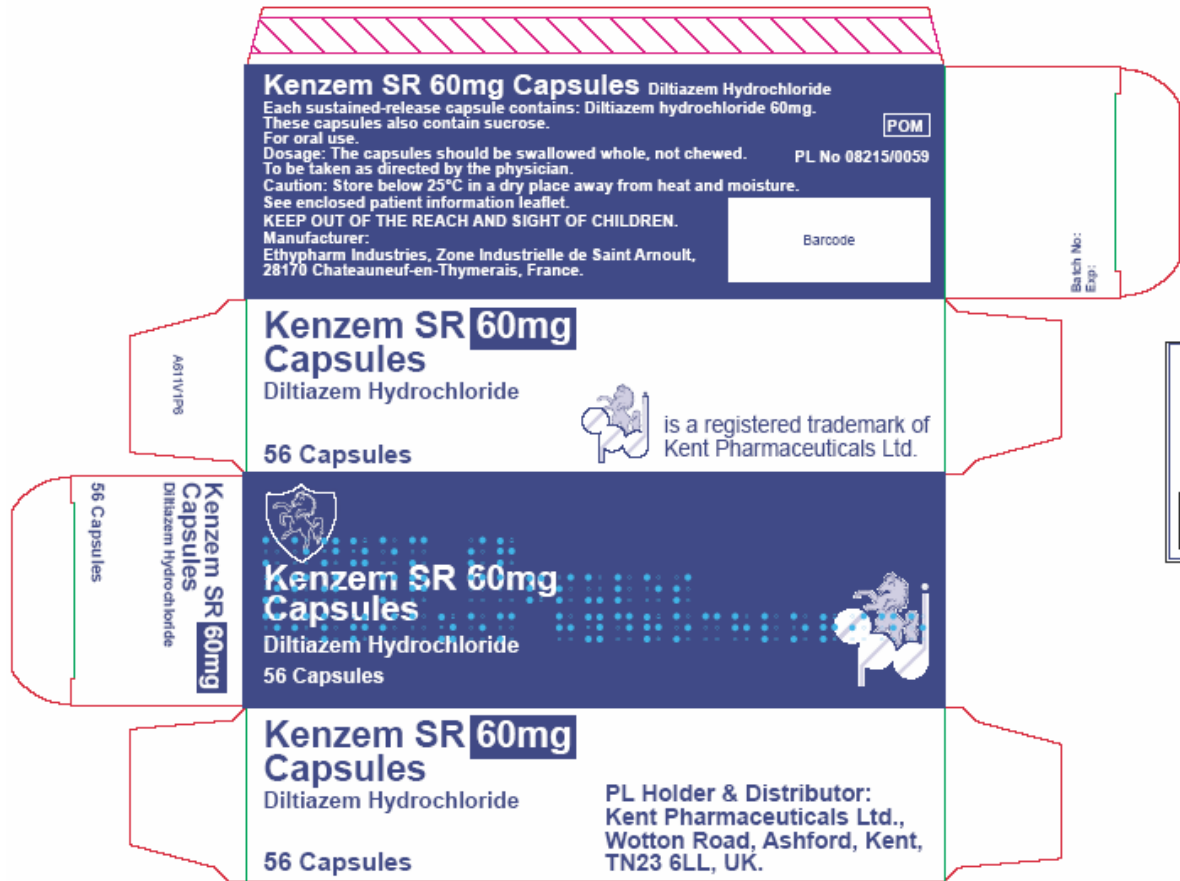 Kenzem SR 60mg Capsules Diltiazem Hydrochloride
Each sustained-release capsule contains: Diltiazem hydrochloride 60mg.
These capsules also contain sucrose.
For oral use.
POM
Dosage: The capsules should be swallowed whole, not chewed.
PL No 08215/0059
To be taken as directed by the physician.
Caution: Store below 25°C in a dry place away from heat and moisture.
See enclosed patient information leaflet.
KEEP OUT OF THE REACH AND SIGHT OF CHILDREN.
Manufacturer:
Ethypharm Industries, Zone Industrielle de Saint Arnoult,
28170 Chateauneuf-en-Thymerais, France.
Barcode
Batch No:
Exp:
A611V1P6
Kenzem SR 60mg
Capsules
Diltiazem Hydrochloride
56 Capsules
is a registered trademark of
Kent Pharmaceuticals Ltd.
Kenzem SR 60mg
Capsules
Diltiazem Hydrochloride
56 Capsules
Kenzem SR 60mg
Capsules
Diltiazem Hydrochloride
56 Capsules
Kenzem SR 60mg
Capsules
Diltiazem Hydrochloride
56 Capsules
PL Holder & Distributor:
Kent Pharmaceuticals Ltd.,
Wotton Road, Ashford, Kent,
TN23 6LL, UK.